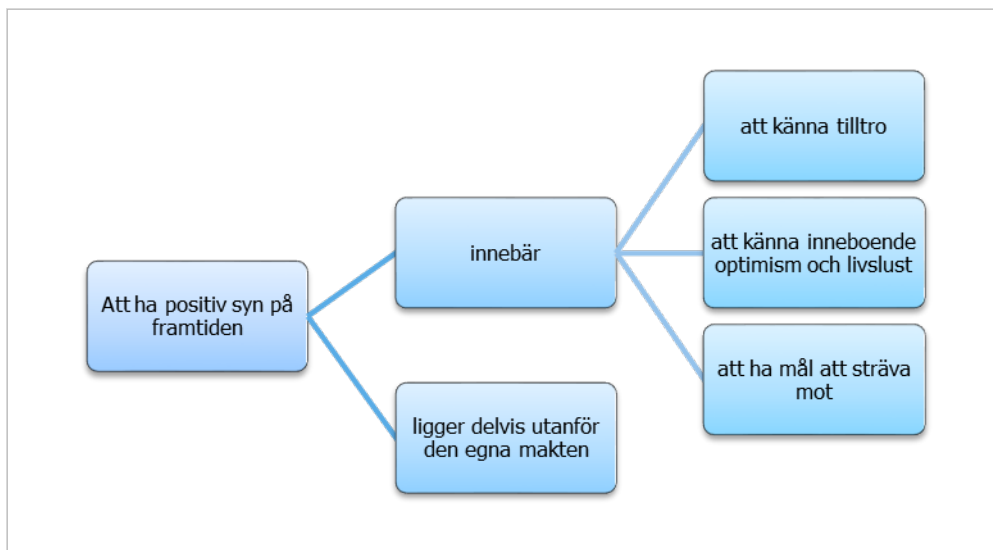 Att ha positiv syn på
framtiden
innebär
ligger delvis utanför
den egna makten
att känna tilltro
att känna inneboende
optimism och livslust
att ha mål att sträva
mot